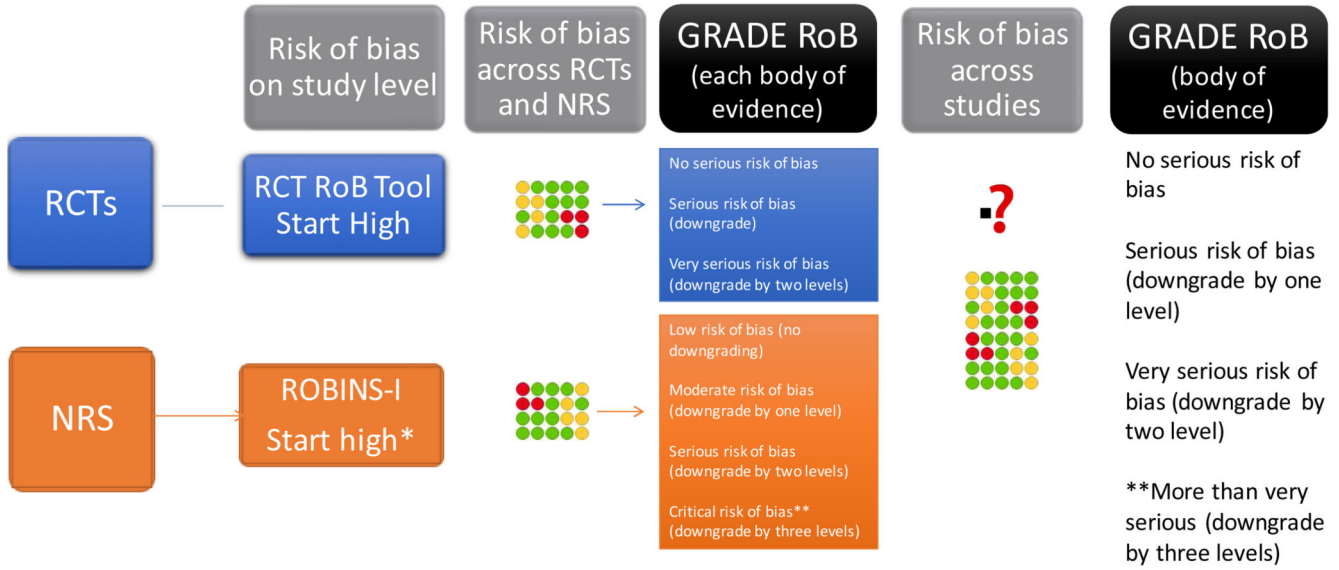 Risk of bias
on study level
Risk of bias
across RCTs
and NRS
GRADE RoB
(each body of
evidence)
Risk of bias
across
studies
GRADE RoB
(body of
evidence)
RCTs
RCT RoB Tool
Start High
No serious risk of bias
Serious risk of bias
(downgrade)
Very serious risk of bias
(downgrade by two levels)
.?
NRS
ROBINS-I
Start high*
Low risk of bias (no
downgrading)
Moderate risk of bias
(downgrade by one level)
Serious risk of bias
(downgrade by two levels)
Critical risk of bias**
(downgrade by three levels)
No serious risk of
bias
Serious risk of bias
(downgrade by one
level)
Very serious risk of
bias (downgrade by
two level)
**More than very
serious (downgrade
by three levels)